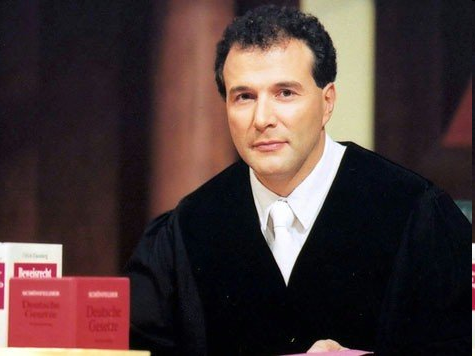 Beweisrecht
SCHÖNFELDER
Deutsche
Gesetze
SCHÖNFELDER
Deutsche
Gesetze